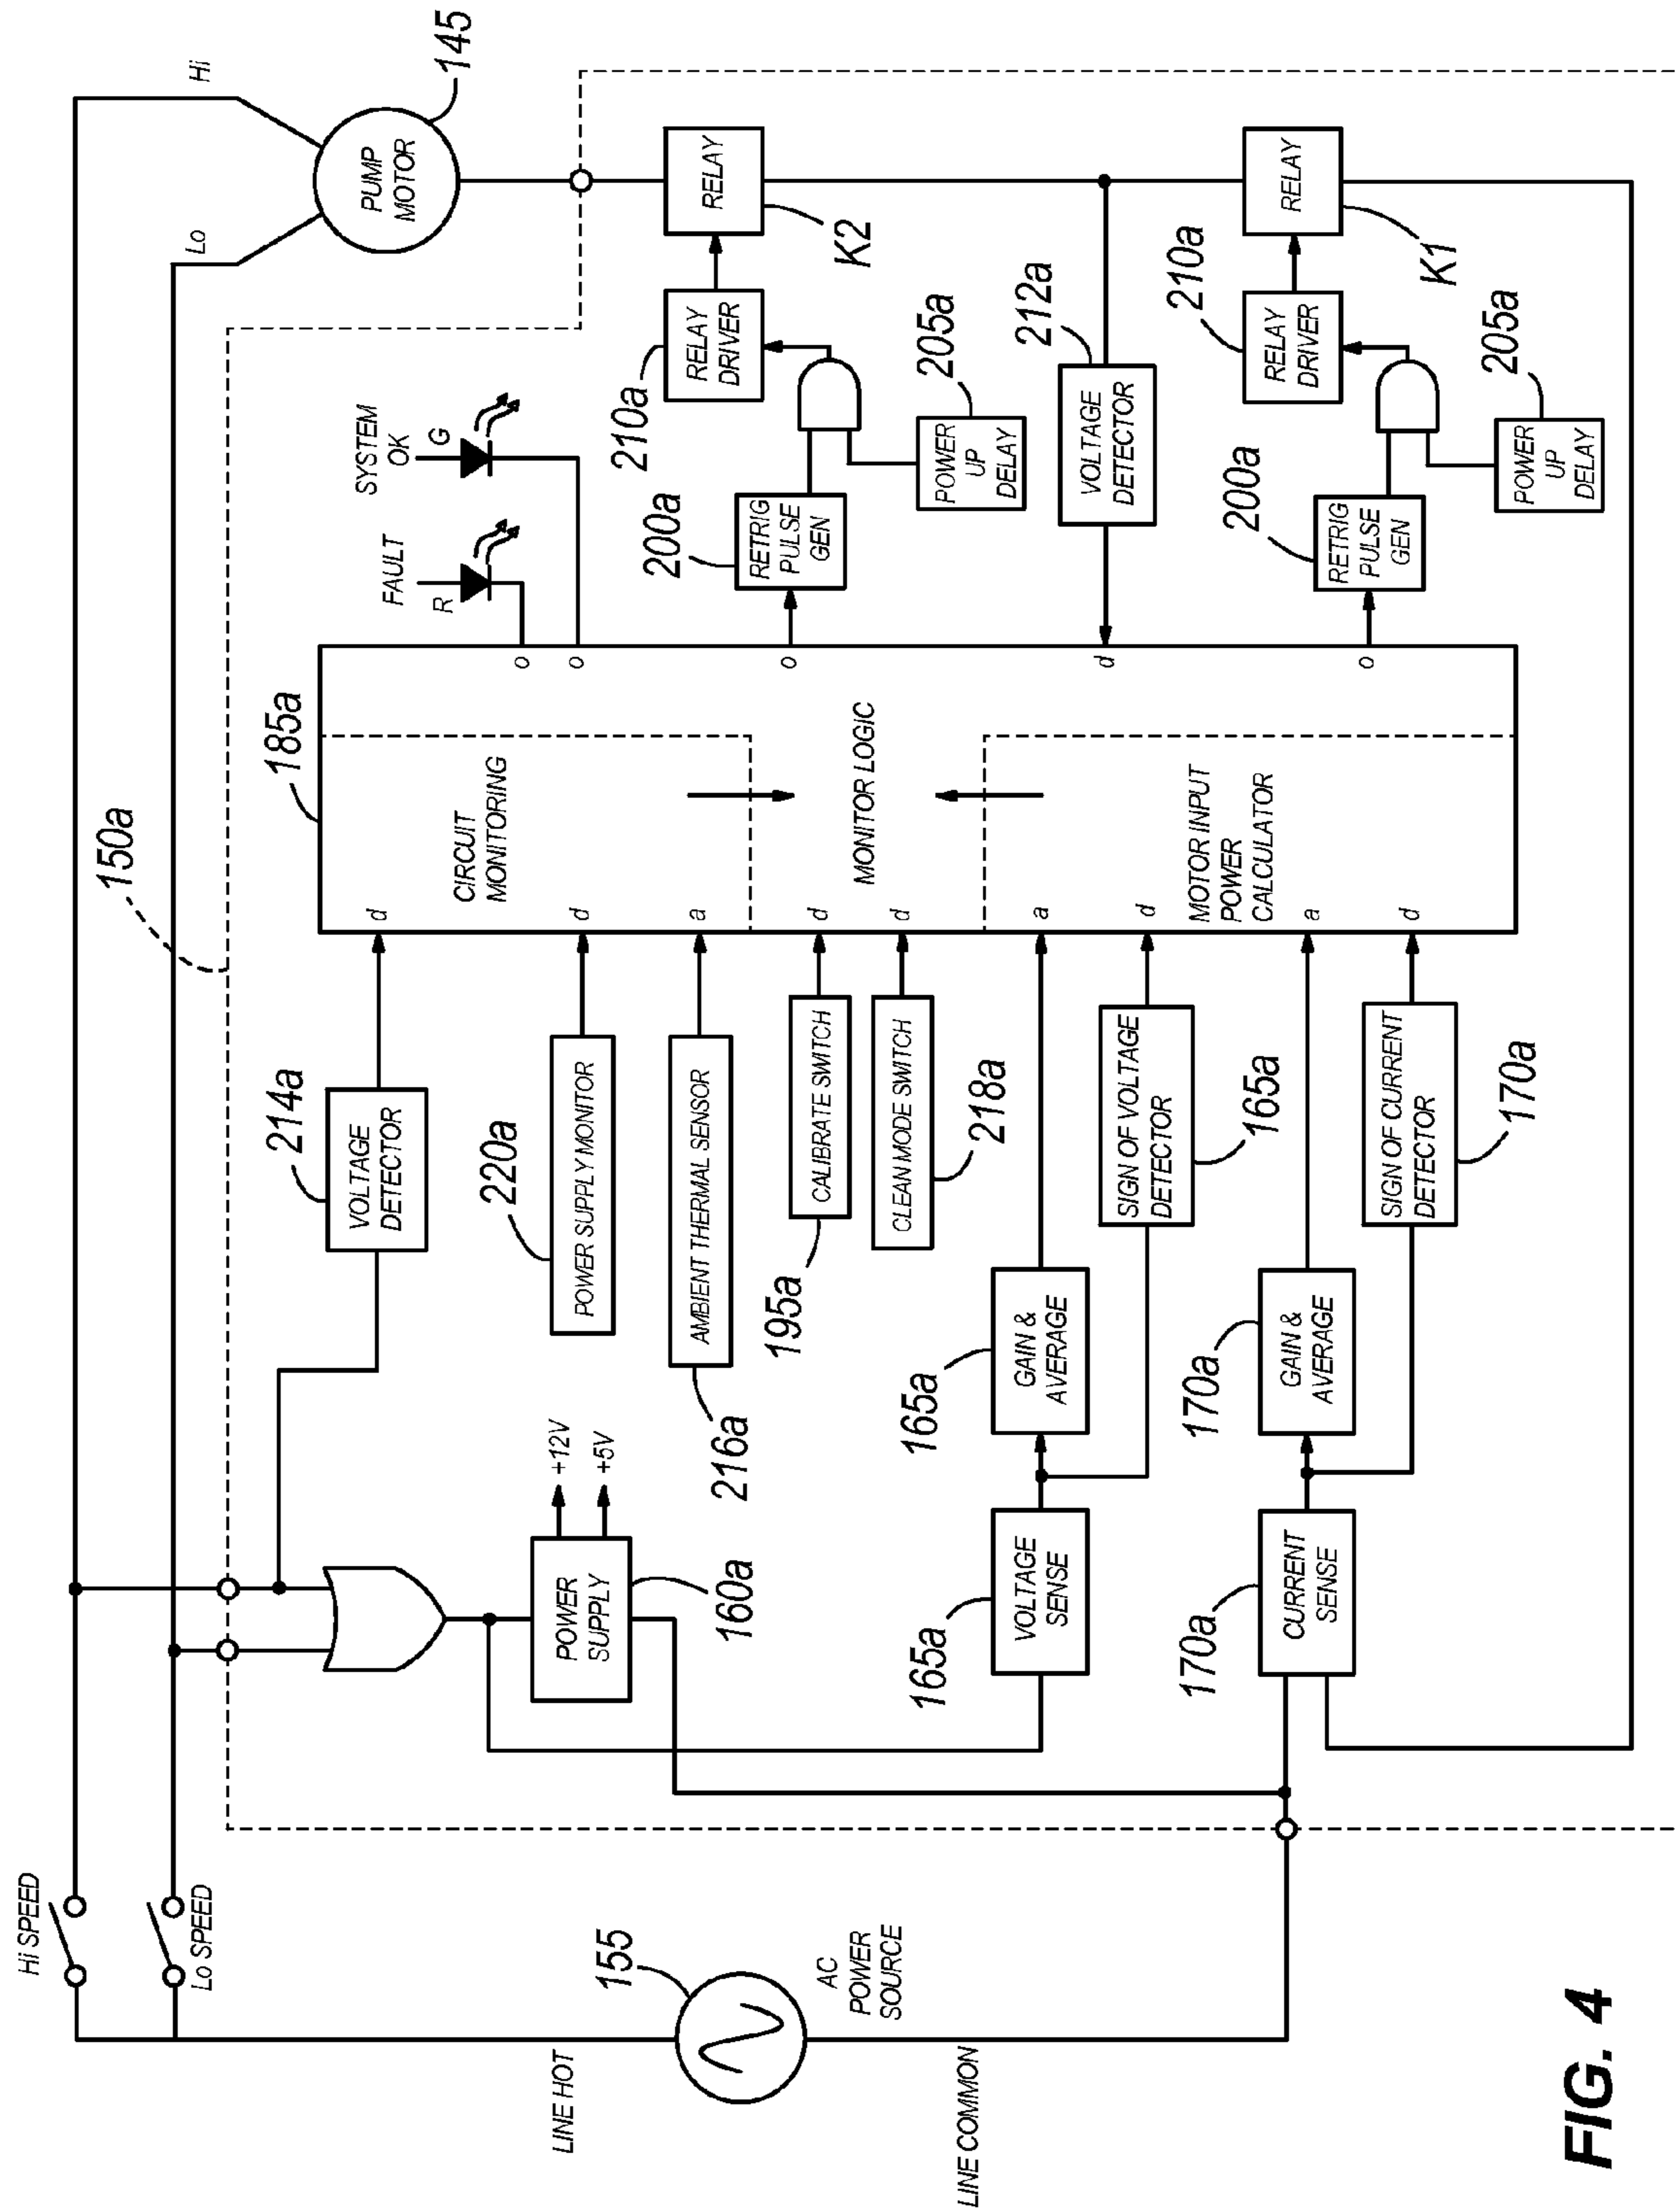 Hi SPEED
Lo SPEED
155
LINE HOT
AC
POWER
SOURCE
LINE COMMON
150a
Hi
Lo
PUMP
MOTOR
145
214a
VOLTAGE
DETECTOR
POWER
SUPPLY
+12V
+5V
160a
220a
POWER SUPPLY MONITOR
AMBIENT THERMAL SENSOR
216a
CALIBRATE SWITCH
195a
CLEAN MODE SWITCH
218a
VOLTAGE
SENSE
165a
GAIN &
AVERAGE
165a
SIGN OF VOLTAGE
DETECTOR
165a
CURRENT
SENSE
170a
GAIN &
AVERAGE
170a
SIGN OF CURRENT
DETECTOR
170a
185a
d
d
a
d
d
a
d
a
d
CIRCUIT
MONITORING
MONITOR LOGIC
MOTOR INPUT
POWER
CALCULATOR
o
o
o
d
o
FAULT
R
SYSTEM
OK
G
200a
RETRIG
PULSE
GEN
POWER
UP
DELAY
205a
210a
RELAY
DRIVER
RELAY
K2
212a
VOLTAGE
DETECTOR
200a
RETRIG
PULSE
GEN
POWER
UP
DELAY
205a
210a
RELAY
DRIVER
RELAY
K1
FIG. 4